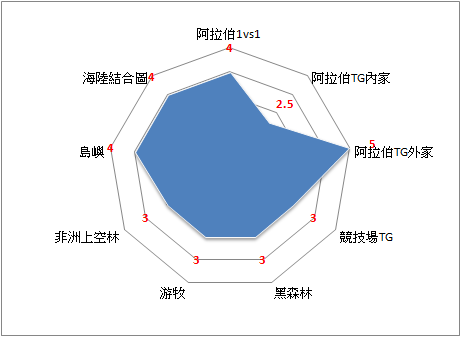 阿拉伯1vs1
4
海陸結合圖
4
阿拉伯TG內家
2.5
島嶼
4
5
阿拉伯TG外家
3
3
非洲上空林
競技場TG
3
3
游牧
黑森林